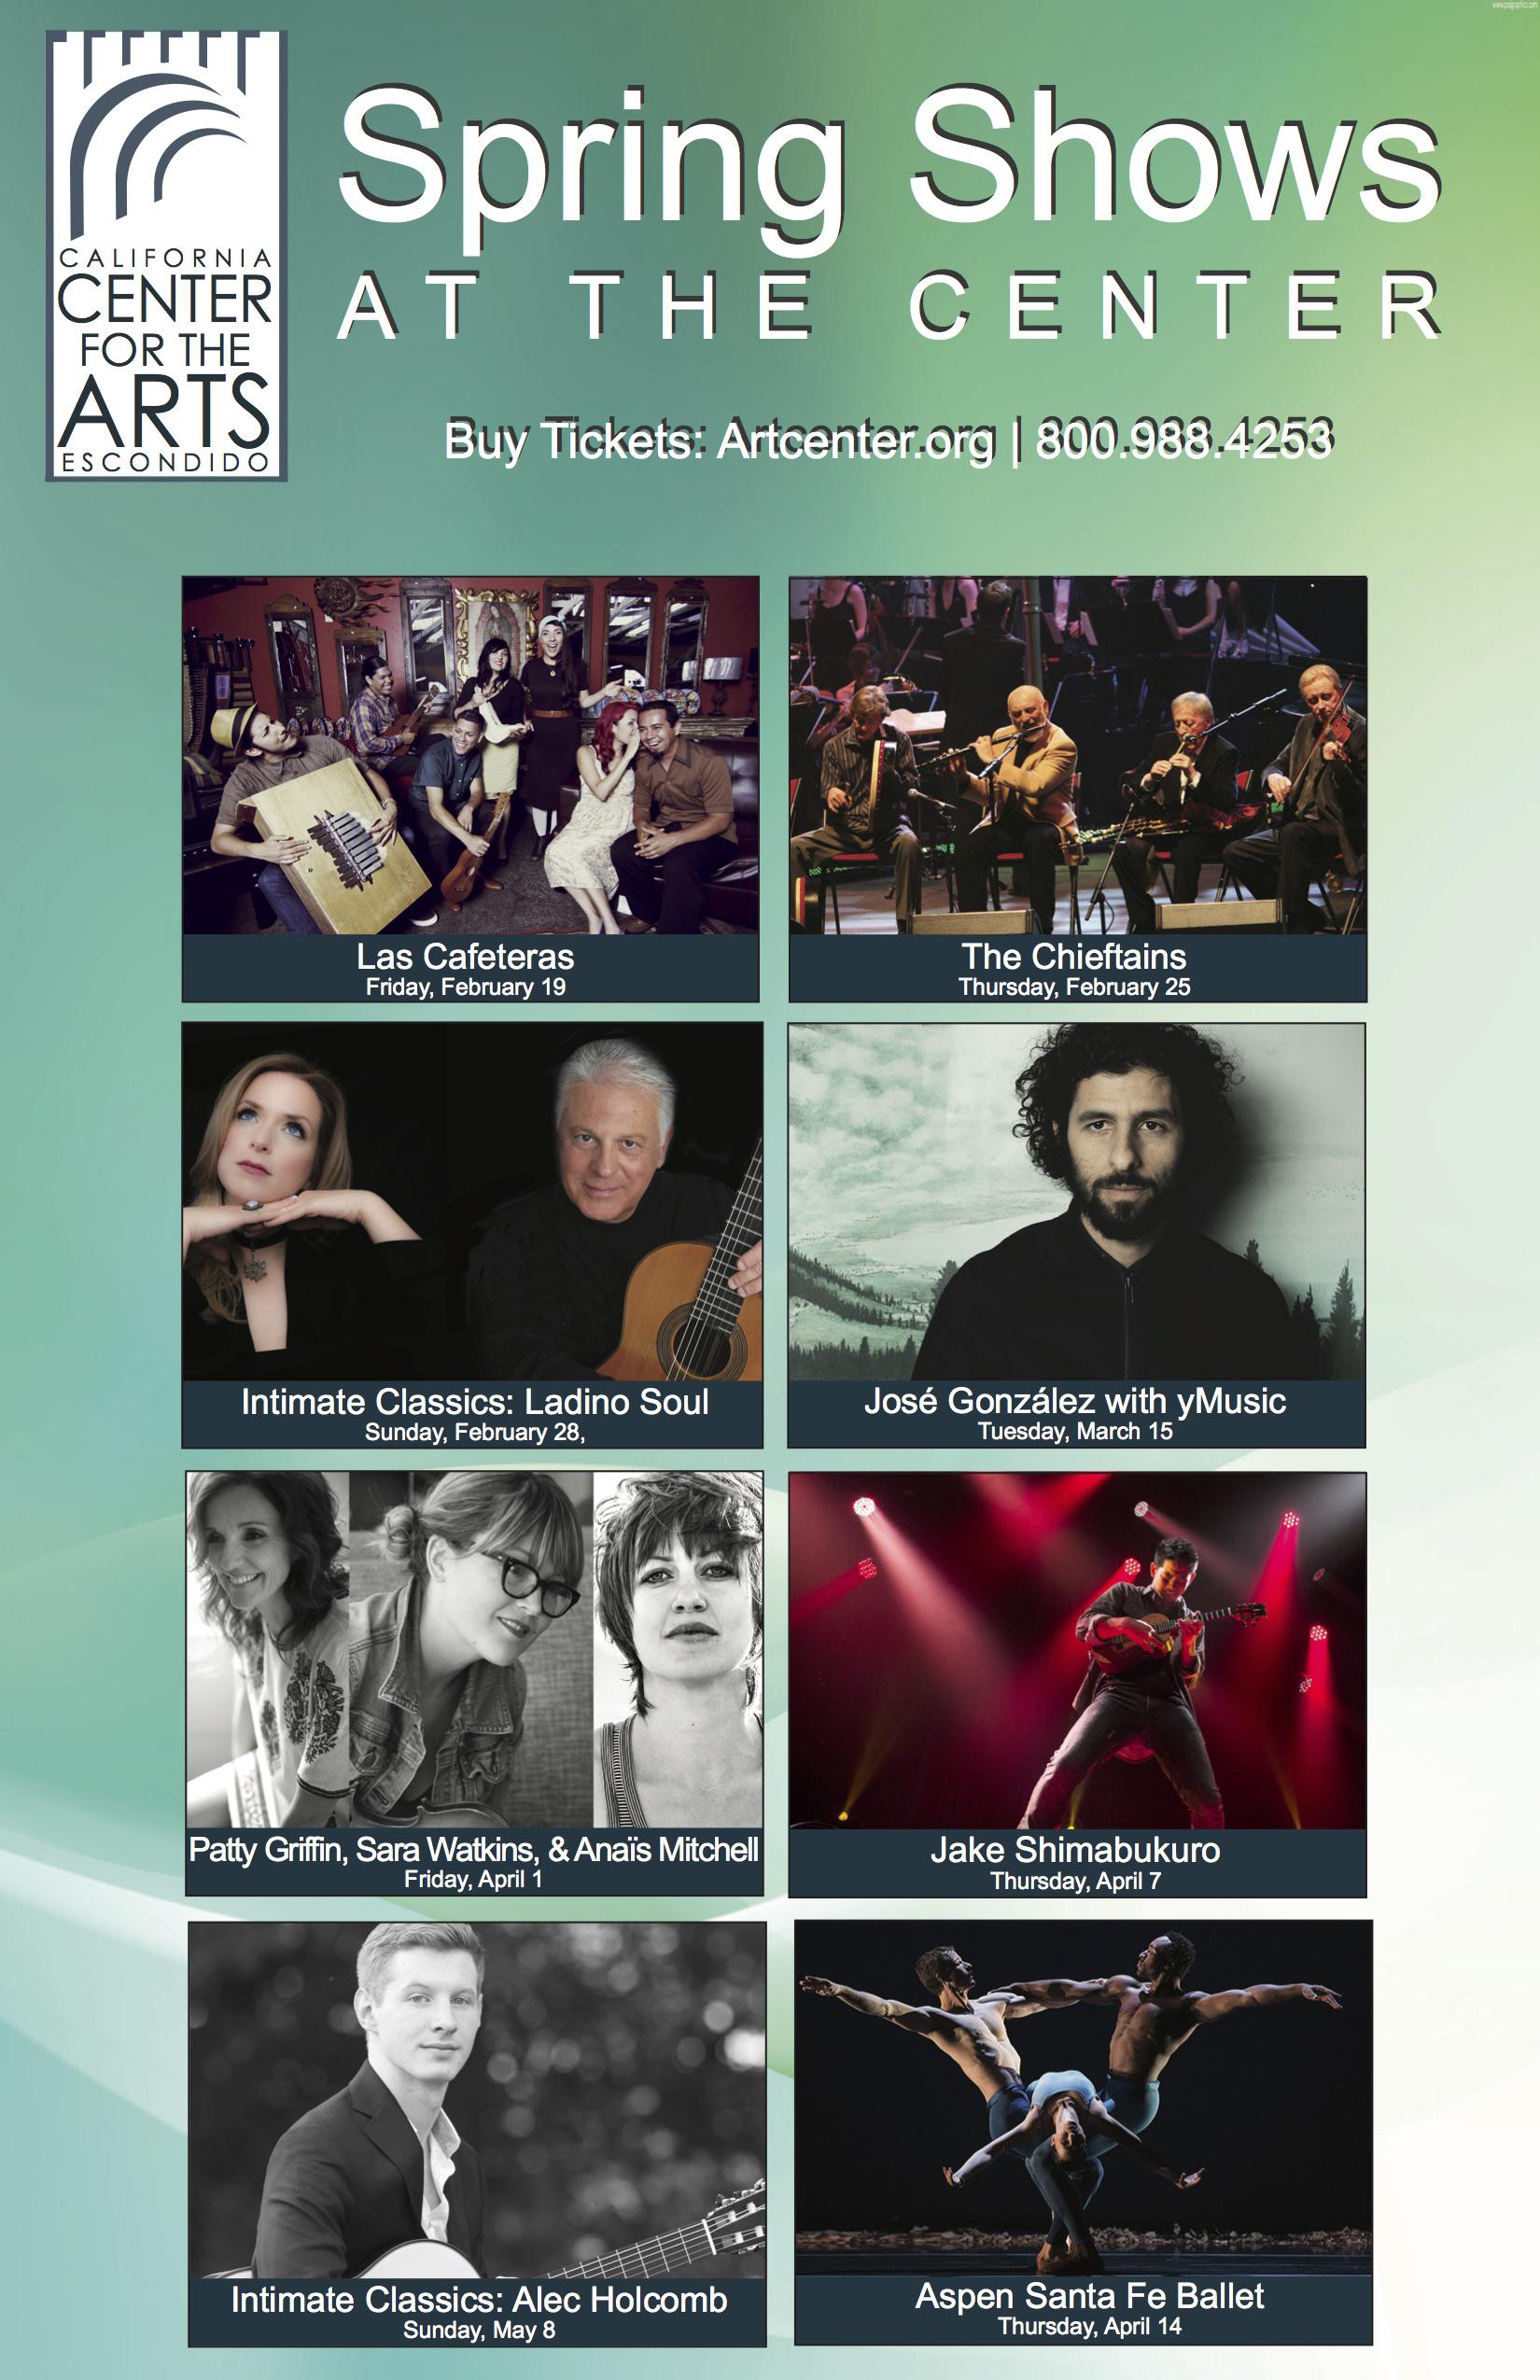 www.psdgraphics.com
CALIFORNIA
CENTER
FOR THE
ARTS
ESCONDIDO
Spring Shows
AT THE CENTER
Buy Tickets: Artcenter.org | 800.988.4253
Las Cafeteras
Friday, February 19
The Chieftains
Thursday, February 25
Intimate Classics: Ladino Soul
Sunday, February 28,
José González with yMusic
Tuesday, March 15
Patty Griffin, Sara Watkins, & Anaïs Mitchell
Friday, April 1
Jake Shimabukuro
Thursday, April 7
Intimate Classics: Alec Holcomb
Sunday, May 8
Aspen Santa Fe Ballet
Thursday, April 14